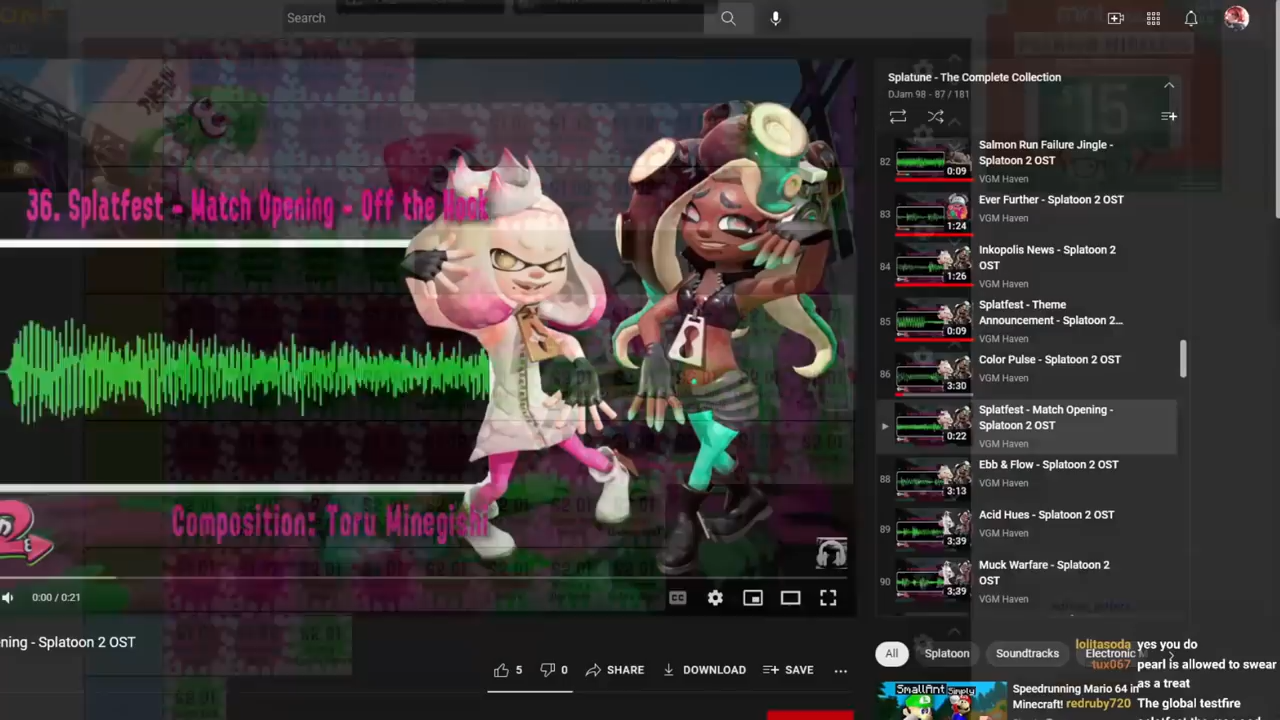 Search
Splatune - The Complete Collection
DJam 98 - 87 / 181
82
Salmon Run Failure Jingle -
Splatoon 2 OST
VGM Haven
0:09
83
Ever Further - Splatoon 2 OST
VGM Haven
1:24
84
Inkopolis News - Splatoon 2
OST
VGM Haven
1:26
85
Splatfest - Theme
Announcement - Splatoon 2...
VGM Haven
0:09
86
Color Pulse - Splatoon 2 OST
VGM Haven
3:30
Splatfest - Match Opening -
Splatoon 2 OST
VGM Haven
0:22
88
Ebb & Flow - Splatoon 2 OST
VGM Haven
3:13
89
Acid Hues - Splatoon 2 OST
VGM Haven
3:39
90
Muck Warfare - Splatoon 2
OST
VGM Haven
3:39
36. Splatfest - Match Opening - Off the Hook
Composition: Toru Minegishi
0:00 / 0:21
CC
ning - Splatoon 2 OST
5
0
SHARE
DOWNLOAD
SAVE
All
Splatoon
Soundtracks
Electronic
SmallAnt
Simply
Speedrunning Mario 64 in
Minecraft!
lolitasoda yes you do
tux067 pearl is allowed to swear
as a treat
redruby720 The global testfire
15